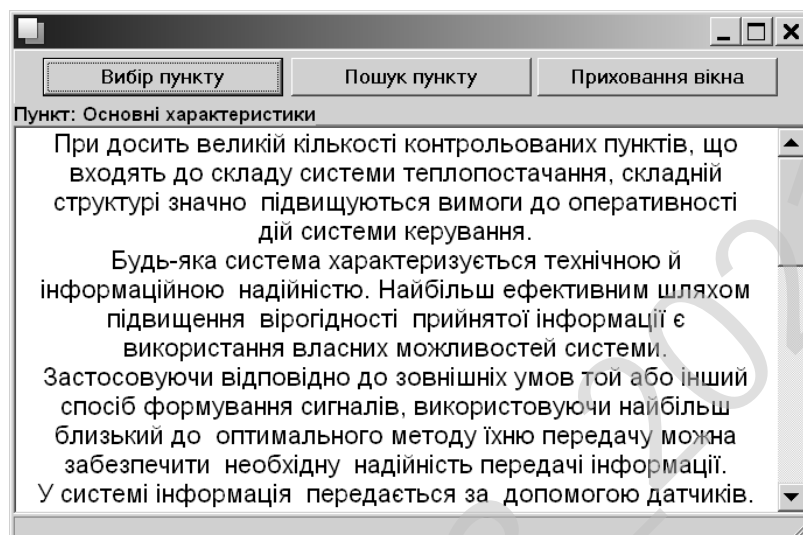 Вибір пункту Пошук пункту Приховання вікна
Пункт: Основні характеристики
При досить великій кількості контрольованих пунктів, що
входять до складу системи теплопостачання, складній
структурі значно підвищуються вимоги до оперативності
дій системи керування.
Будь-яка система характеризується технічною й
інформаційною надійністю. Найбільш ефективним шляхом
підвищення вірогідності прийнятої інформації є
використання власних можливостей системи.
Застосовуючи відповідно до зовнішніх умов той або інший
спосіб формування сигналів, використовуючи найбільш
близький до оптимального методу їхню передачу можна
забезпечити необхідну надійність передачі інформації.
У системі інформація передається за допомогою датчиків.